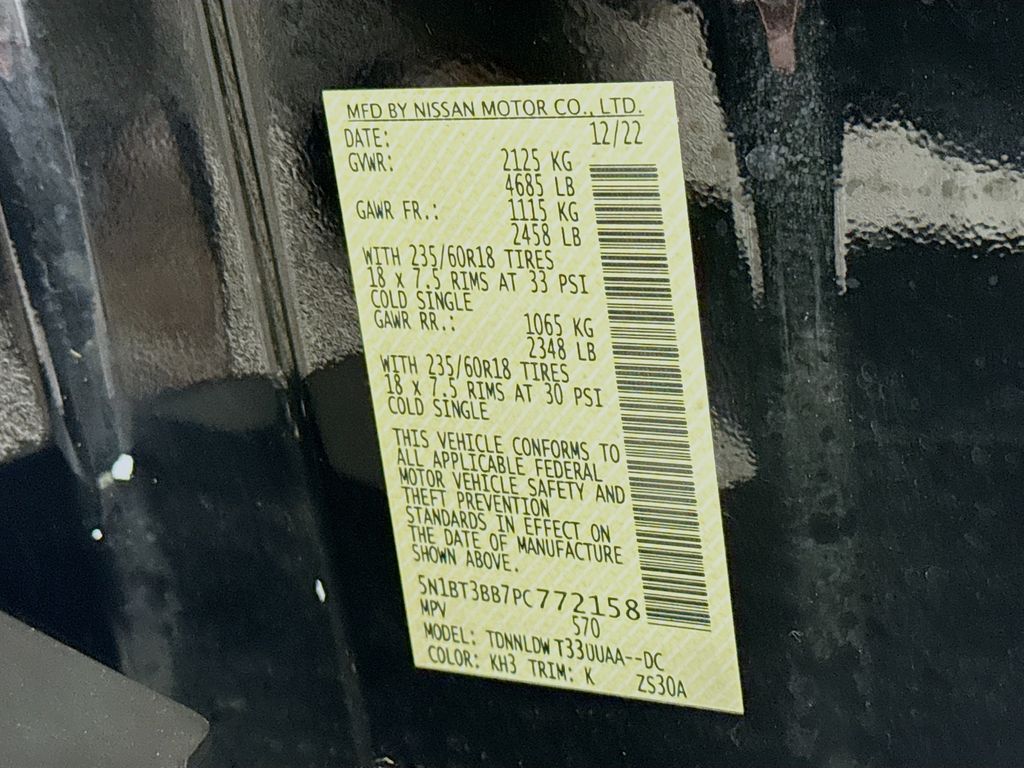 MFD BY NISSAN MOTOR CO., LTD.
DATE: 12/22
GVWR: 2125 KG
4685 LB
GAWR FR.: 1115 KG
2458 LB
WITH 235/60R18 TIRES
18 X 7.5 RIMS AT 33 PSI
COLD SINGLE
GAWR RR.: 1065 KG
2348 LB
WITH 235/60R18 TIRES
18 X 7.5 RIMS AT 30 PSI
COLD SINGLE
THIS VEHICLE CONFORMS TO
ALL APPLICABLE FEDERAL
MOTOR VEHICLE SAFETY AND
THEFT PREVENTION
STANDARDS IN EFFECT ON
THE DATE OF MANUFACTURE
SHOWN ABOVE.
5N1BT3BB7PC772158
MPV 570
MODEL: TDNNLDW T33UUAA--DC
COLOR: KH3 TRIM: K ZS30A